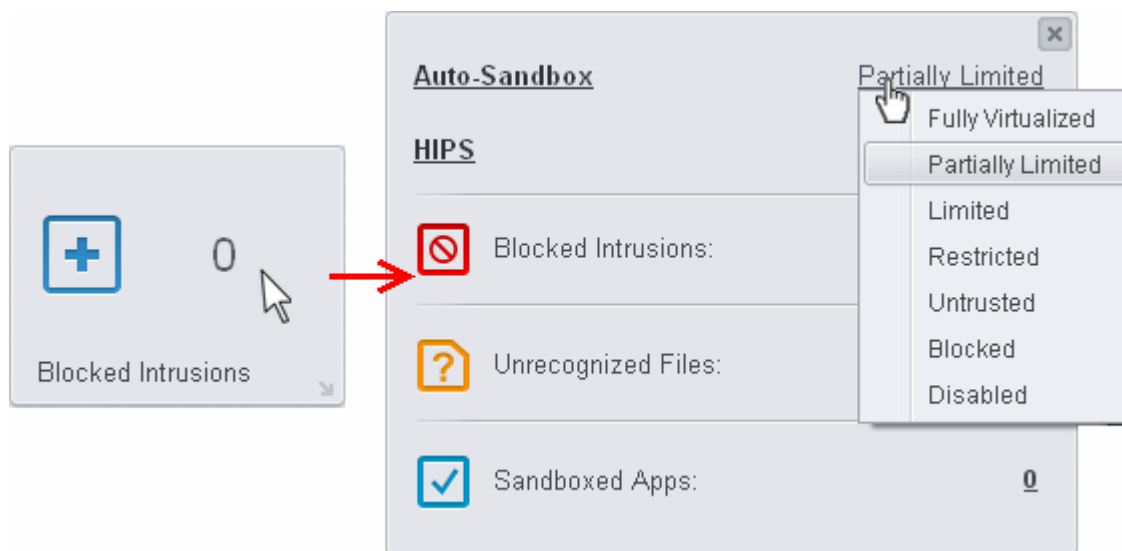 0
Blocked Intrusions
Auto-Sandbox
Partially Limited
HIPS
Blocked Intrusions:
Unrecognized Files:
Sandboxed Apps:
0
Fully Virtualized
Partially Limited
Limited
Restricted
Untrusted
Blocked
Disabled